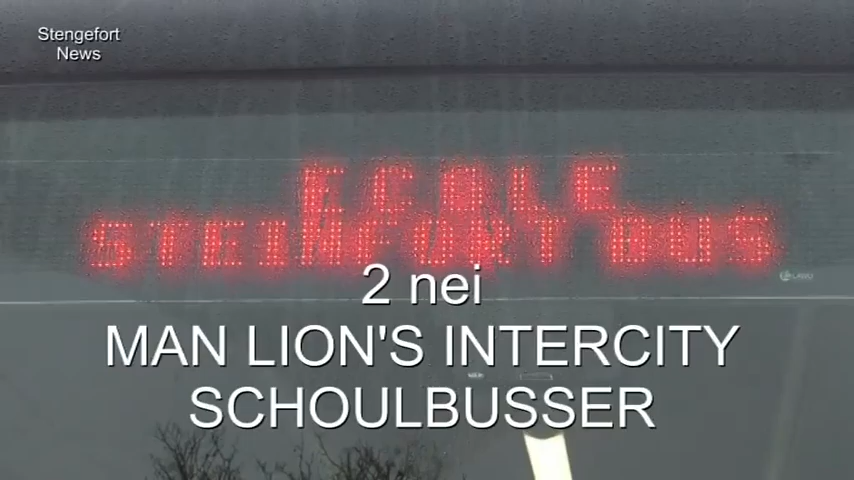 Stengefort
News
ECOLE
STEINFORT BUS
2 nei
MAN LION'S INTERCITY
SCHOULBUSSER